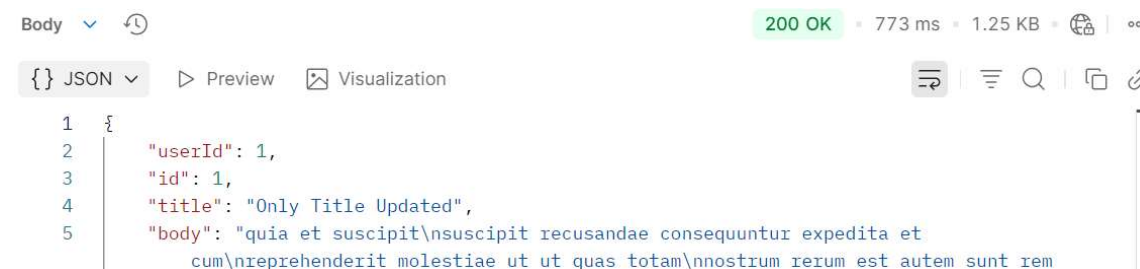 Body 200 OK 773 ms 1.25 KB
{} JSON Preview Visualization
1 {
2 "userId": 1,
3 "id": 1,
4 "title": "Only Title Updated",
5 "body": "quia et suscipit\nsuscipit recusandae consequuntur expedita et
cum\nreprehenderit molestiae ut ut quas totam\nnostrum rerum est autem sunt rem